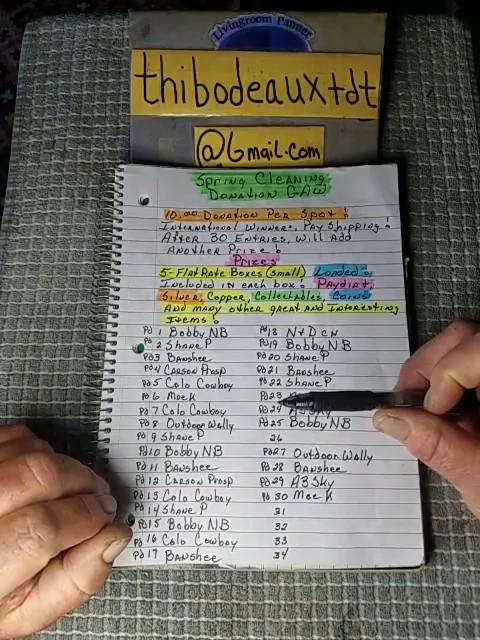 Livingroom Panner
thibodeauxtdt
@Gmail.com
Spring Cleaning
Donation GAW
10.00 Donation Per Spot!
International Winner, Pay Shipping!
After 30 Entries, Will Add
Another Prize!
Prizes
5-Flat Rate Boxes (small) Loaded!
Included in each box! Paydirt,
Silver, Copper, Collectables, Coins
And many other great and Interesting
Items!
Pd 1 Bobby NB
Pd 2 Shane P
Pd 3 Banshee
Pd 4 Carson Prosp
Pd 5 Colo Cowboy
Pd 6 Moe K
Pd 7 Colo Cowboy
Pd 8 Outdoor Wally
Pd 9 Shane P
Pd 10 Bobby NB
Pd 11 Banshee
Pd 12 Carson Prosp
Pd 13 Colo Cowboy
Pd 14 Shane P
Pd 15 Bobby NB
Pd 16 Colo Cowboy
Pd 17 Banshee
Pd 18 N+D CH
Pd 19 Bobby NB
Pd 20 Shane P
Pd 21 Banshee
Pd 22 Shane P
Pd 23
Pd 24 A3Sky
Pd 25 Bobby NB
26
Pd 27 Outdoor Wally
Pd 28 Banshee
Pd 29 A3Sky
Pd 30 Moe K
31
32
33
34